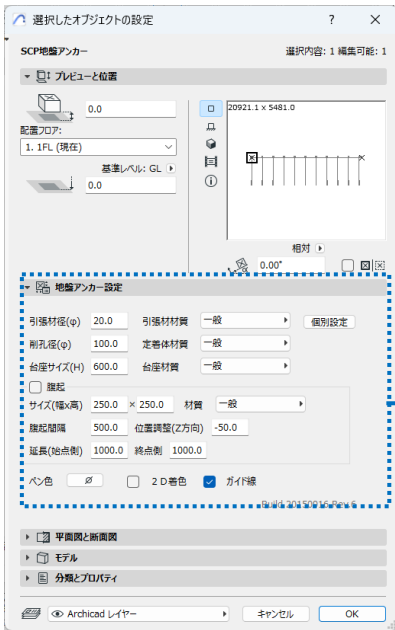 選択したオブジェクトの設定 ? ×
SCP地盤アンカー 選択内容: 1 編集可能: 1
プレビューと位置
0.0
20921.1 x 5481.0
配置フロア:
1. 1FL (現在)
基準レベル: GL
0.0
相対
0.00°
地盤アンカー設定
引張材径(φ) 20.0 引張材材質 一般 個別設定
削孔径(φ) 100.0 定着体材質 一般
台座サイズ(H) 600.0 台座材質 一般
腹起
サイズ(幅x高) 250.0 × 250.0 材質 一般
腹起間隔 500.0 位置調整(Z方向) -50.0
延長(始点側) 1000.0 終点側 1000.0
ペン色 2D着色 ガイド線
Build 20150916 Rev.6
平面図と断面図
モデル
分類とプロパティ
Archicad レイヤー キャンセル OK